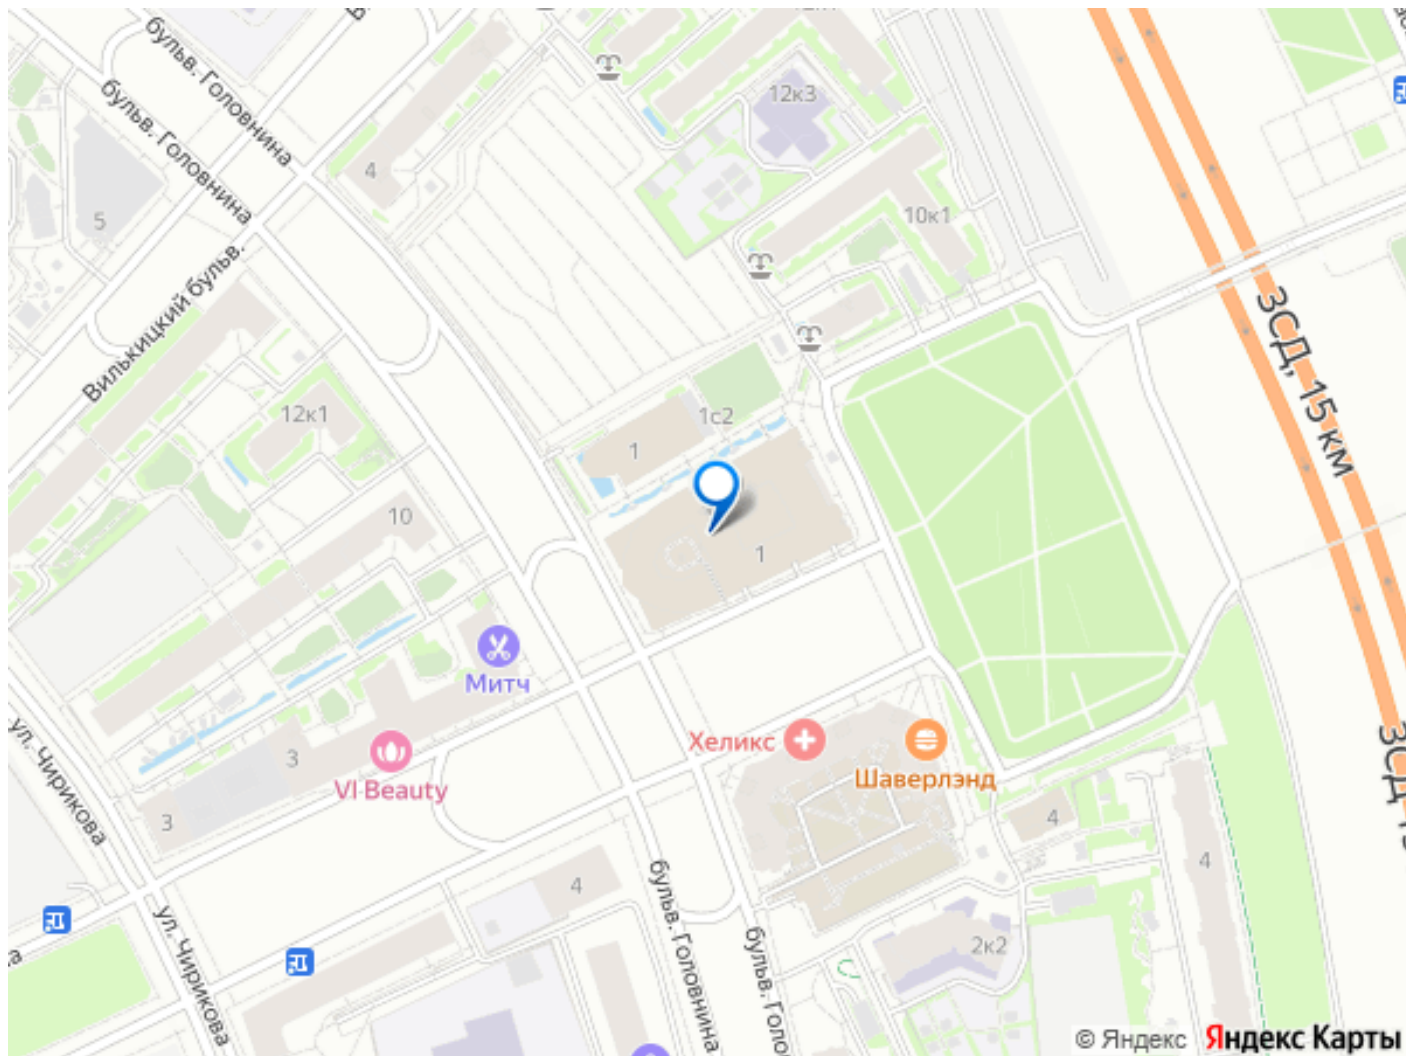 бульв. Головнина
бульв. Головнина
12к3
4
5
10к1
Вилькицкий бульв.
ЗСД, 15 км
12к1
1с2
1
10
1
Митч
Хеликс
Шаверлэнд
VI Beauty
3
3
ул. Чирикова
4
4
4
бульв. Головнина
ул. Чирикова
2к2
© Яндекс
Яндекс Карты